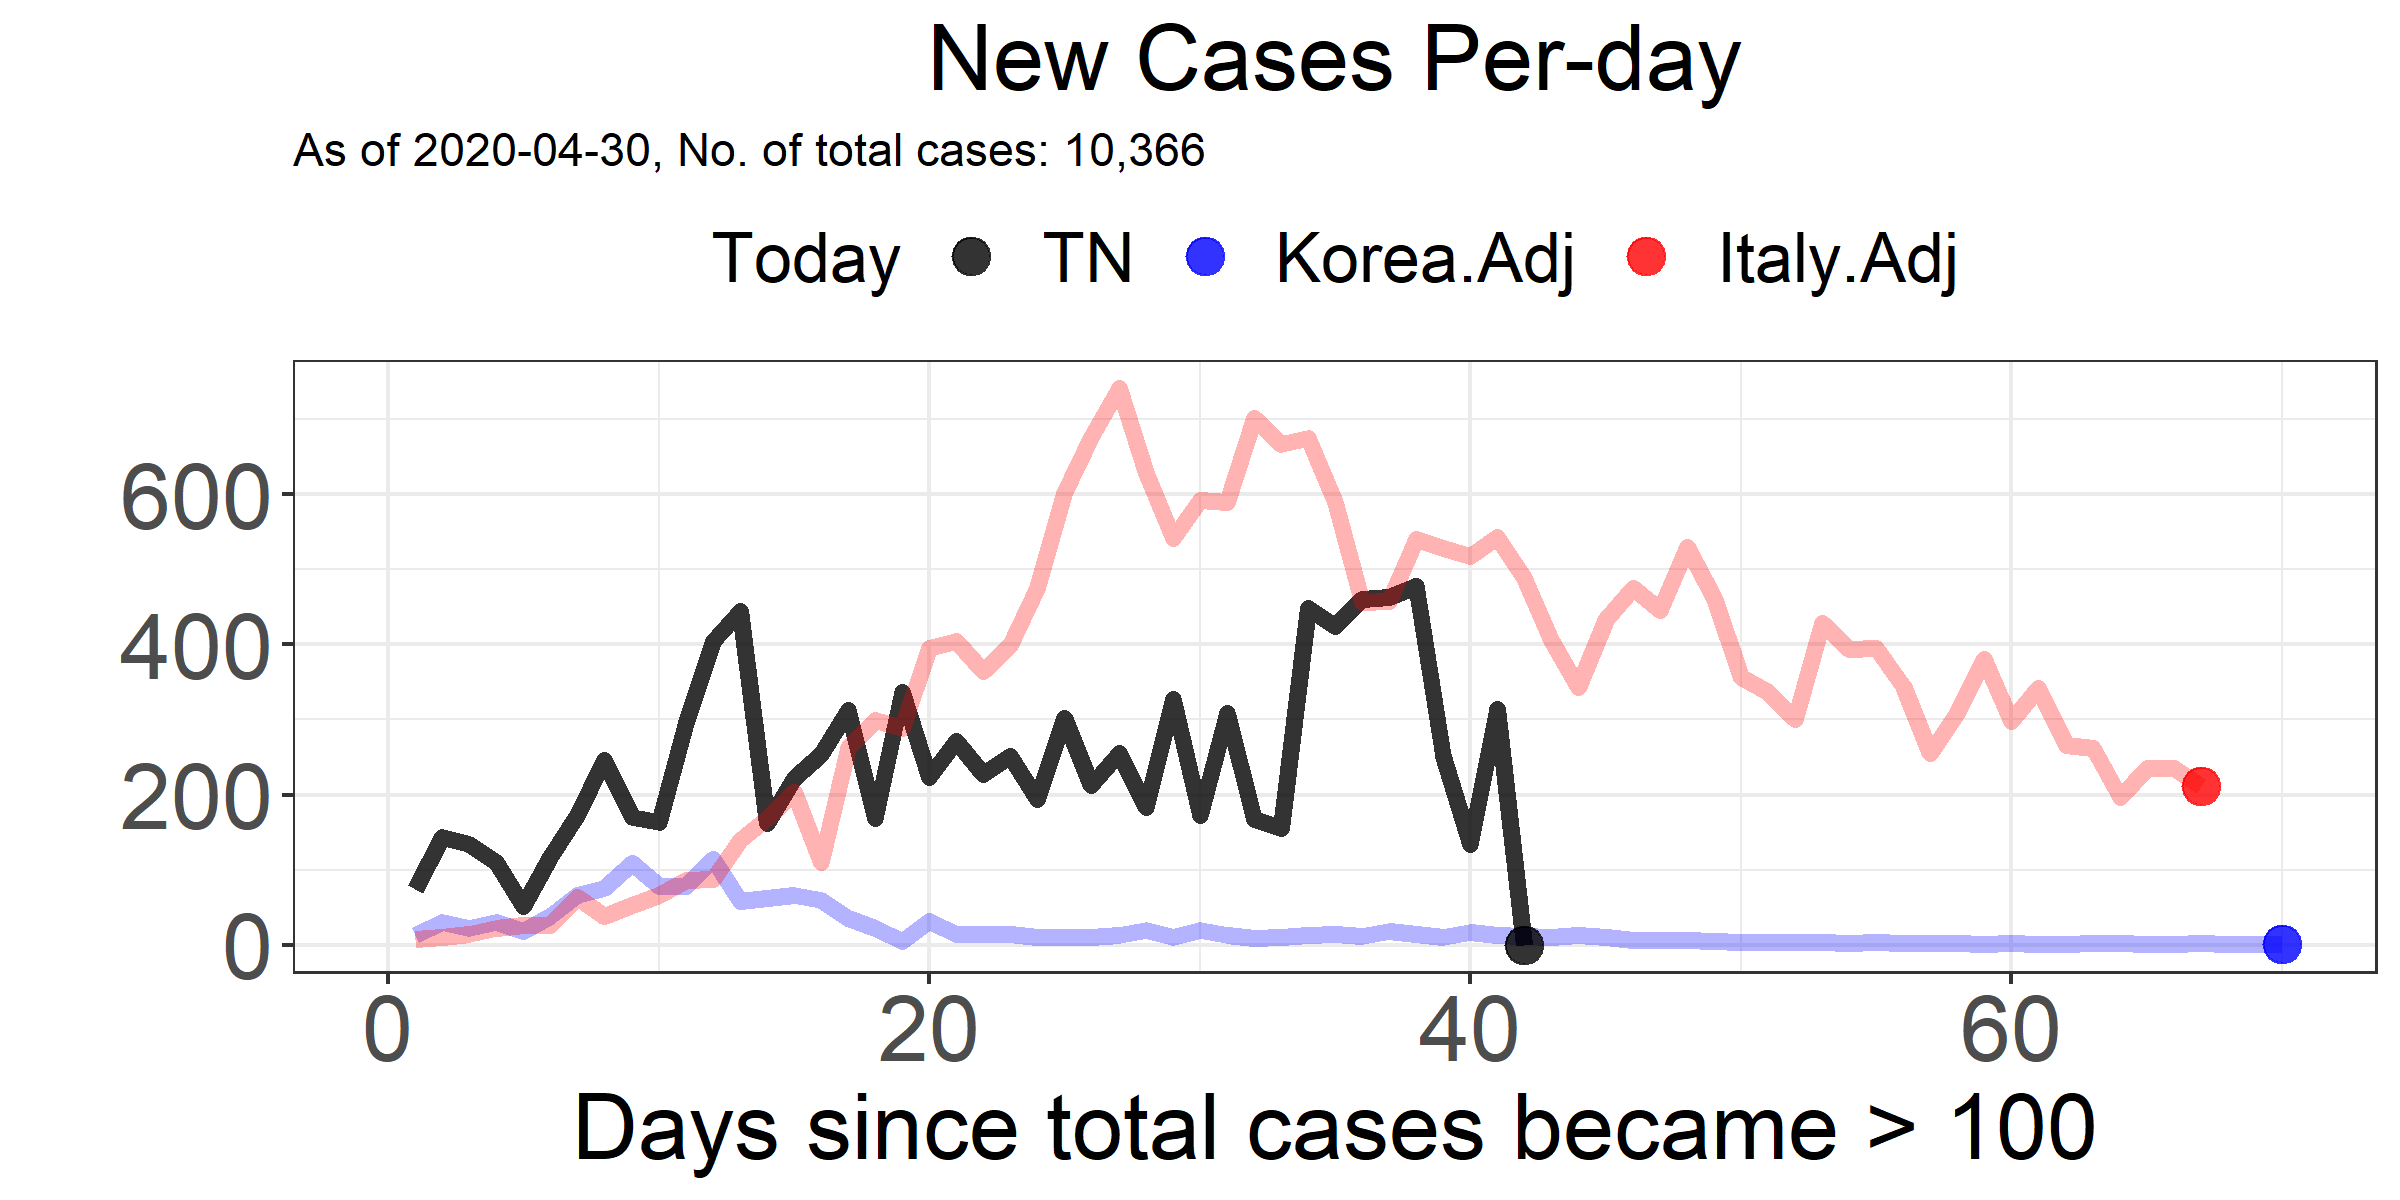 New Cases Per-day
As of 2020-04-30, No. of total cases: 10,366
Today TN Korea.Adj Italy.Adj
600
400
200
0
0 20 40 60
Days since total cases became > 100